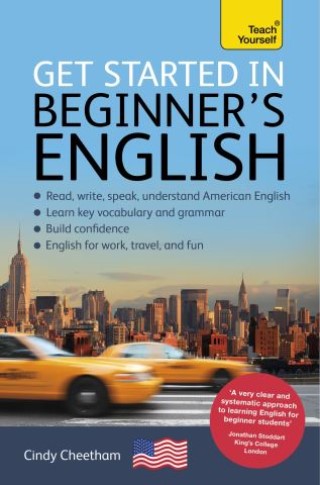 Teach
Yourself®
GET STARTED IN
BEGINNER'S
ENGLISH
● Read, write, speak, understand American English
● Learn key vocabulary and grammar
● Build confidence
● English for work, travel, and fun
'A very clear and
systematic approach
to learning English for
beginner students'
Jonathan Stoddart
King's College
London
Cindy Cheetham